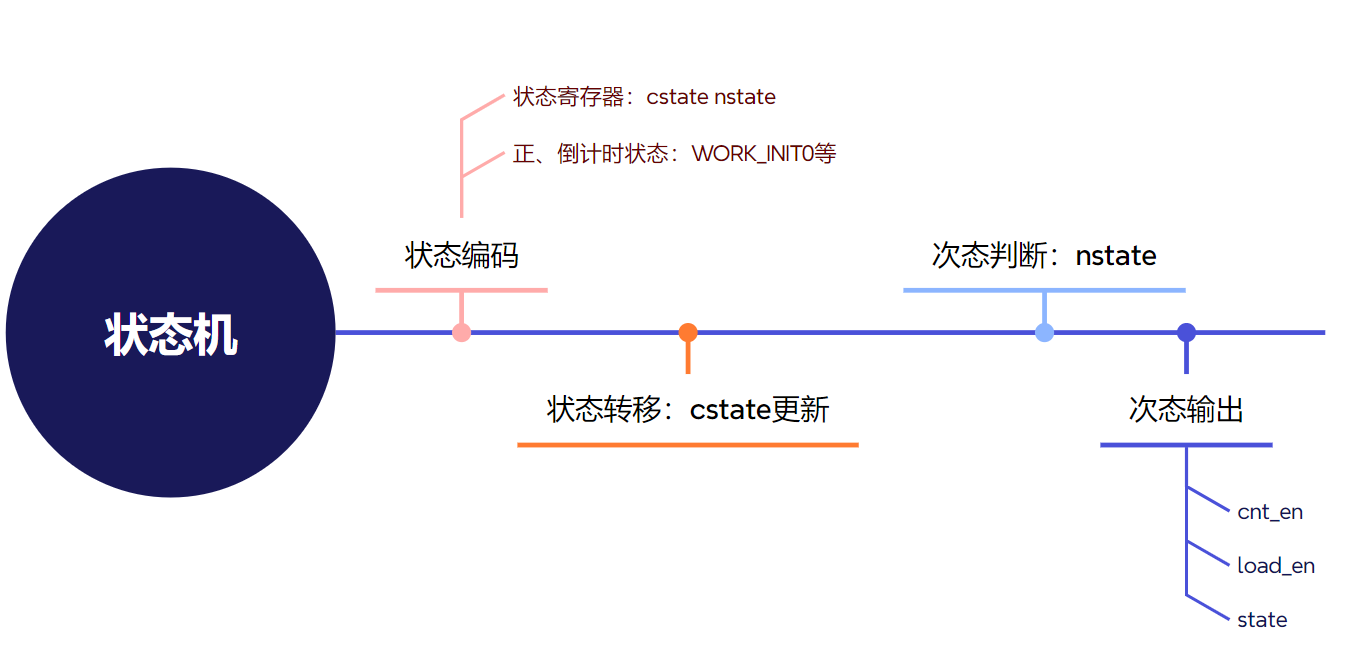 状态机
状态编码
状态寄存器：cstate nstate
正、倒计时状态：WORK_INIT0等
状态转移：cstate更新
次态判断：nstate
次态输出
cnt_en
load_en
state